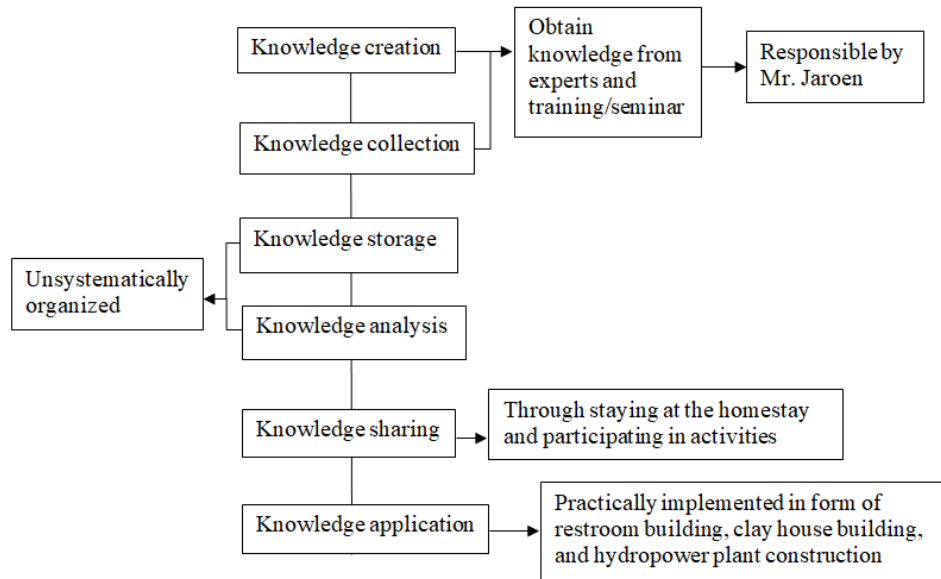 Knowledge creation
Obtain
knowledge from
experts and
training/seminar
Responsible by
Mr. Jaroen
Knowledge collection
Knowledge storage
Unsystematically
organized
Knowledge analysis
Knowledge sharing
Through staying at the homestay
and participating in activities
Knowledge application
Practically implemented in form of
restroom building, clay house building,
and hydropower plant construction